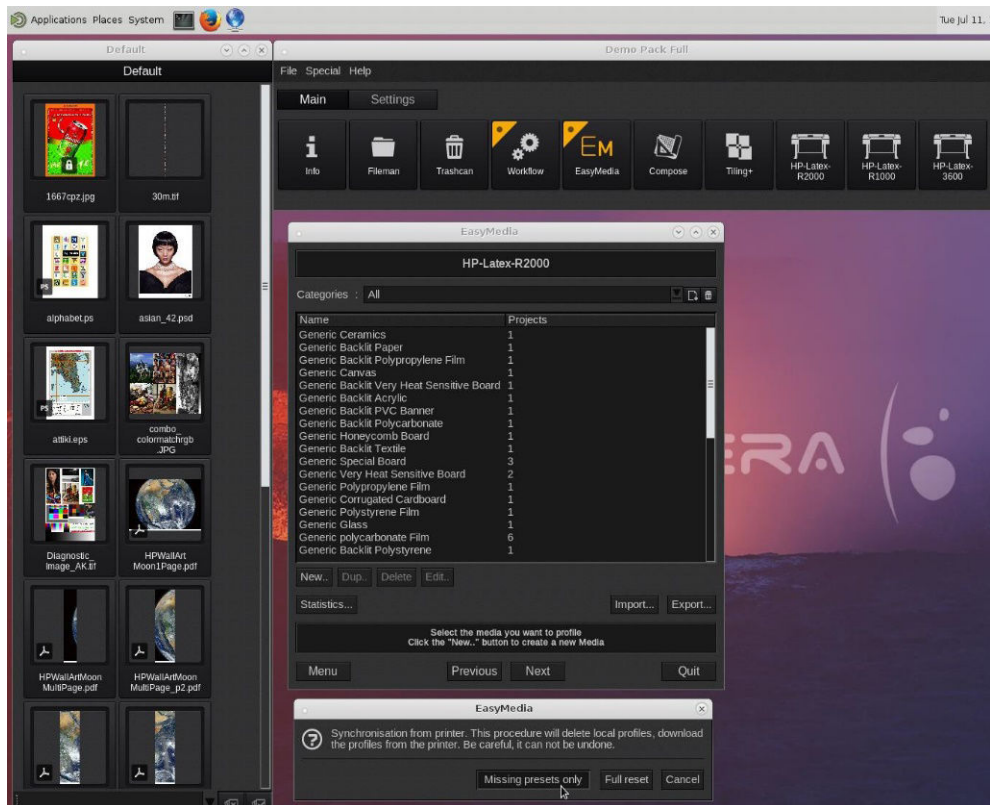 Applications Places System
Tue Jul 11,
Default
Default
1667cpz.jpg
30m.tif
PS
alphabet.ps
asian_42.psd
PS
attiki.eps
combo_
colormatchrgb
.JPG
Diagnostic_
Image_AK.tif
HPWallArt
Moon1Page.pdf
HPWallArtMoon
MultiPage.pdf
HPWallArtMoon
MultiPage_p2.pdf
Demo Pack Full
File Special Help
Main Settings
Info
Fileman
Trashcan
Workflow
EM
EasyMedia
Compose
Tiling+
HP-Latex-
R2000
HP-Latex-
R1000
HP-Latex-
3600
EasyMedia
HP-Latex-R2000
Categories : All
Name Projects
Generic Ceramics 1
Generic Backlit Paper 1
Generic Backlit Polypropylene Film 1
Generic Canvas 1
Generic Backlit Very Heat Sensitive Board 1
Generic Backlit Acrylic 1
Generic Backlit PVC Banner 1
Generic Backlit Polycarbonate 1
Generic Honeycomb Board 1
Generic Backlit Textile 1
Generic Special Board 3
Generic Very Heat Sensitive Board 2
Generic Polypropylene Film 1
Generic Corrugated Cardboard 1
Generic Polystyrene Film 1
Generic Glass 1
Generic polycarbonate Film 6
Generic Backlit Polystyrene 1
New.. Dup.. Delete Edit..
Statistics... Import... Export...
Select the media you want to profile
Click the "New.." button to create a new Media
Menu Previous Next Quit
ERA
EasyMedia
Synchronisation from printer. This procedure will delete local profiles, download
the profiles from the printer. Be careful, it can not be undone.
Missing presets only Full reset Cancel